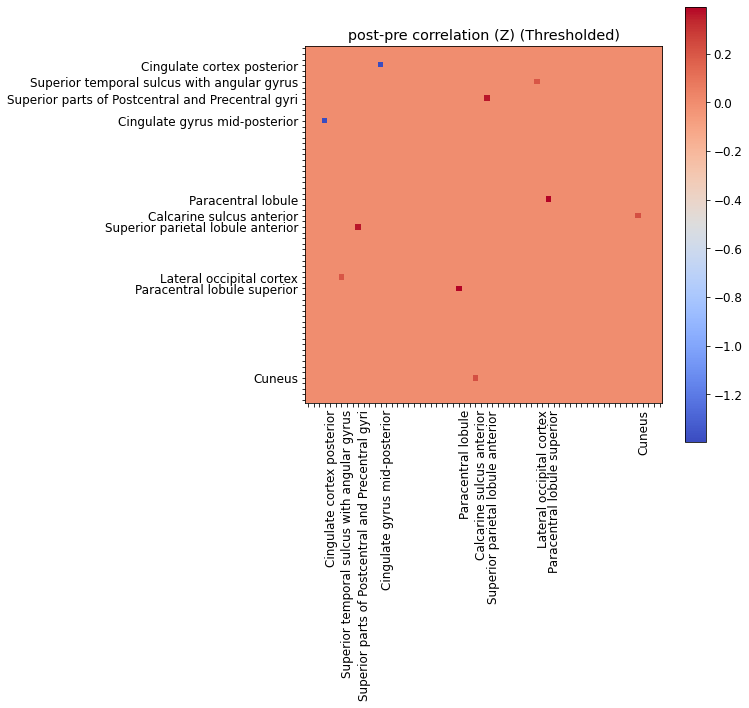 post-pre correlation (Z) (Thresholded)
Cingulate cortex posterior
Superior temporal sulcus with angular gyrus
Superior parts of Postcentral and Precentral gyri
Cingulate gyrus mid-posterior
Paracentral lobule
Calcarine sulcus anterior
Superior parietal lobule anterior
Lateral occipital cortex
Paracentral lobule superior
Cuneus
Cingulate cortex posterior
Superior temporal sulcus with angular gyrus
Superior parts of Postcentral and Precentral gyri
Cingulate gyrus mid-posterior
Paracentral lobule
Calcarine sulcus anterior
Superior parietal lobule anterior
Lateral occipital cortex
Paracentral lobule superior
Cuneus
0.2
0.0
−0.2
−0.4
−0.6
−0.8
−1.0
−1.2